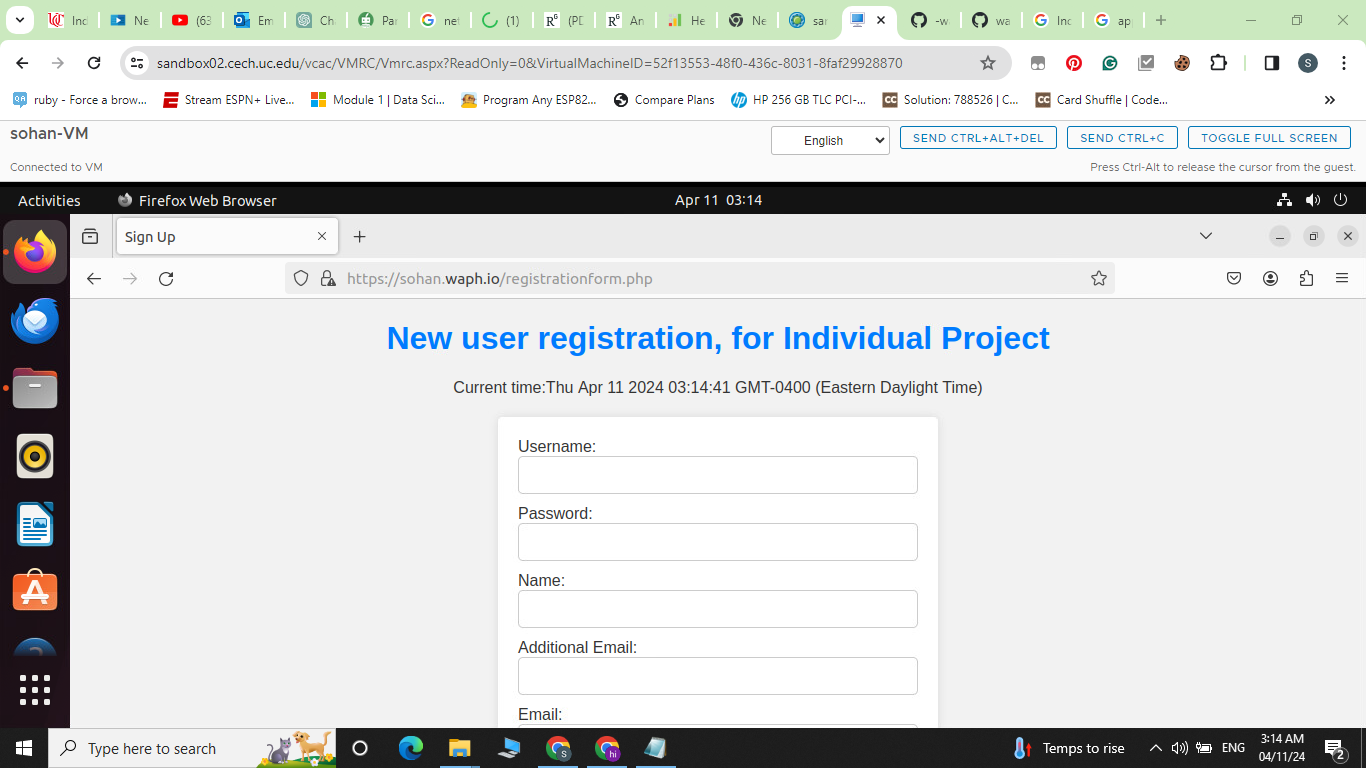 Ind
Ne
(63
Em
Ch
Par
net
(1)
(PD
An
He
Ne
sar
-w
wa
Inc
ap
sandbox02.cech.uc.edu/vcac/VMRC/Vmrc.aspx?ReadOnly=0&VirtualMachineID=52f13553-48f0-436c-8031-8faf29928870
S
ruby - Force a brow...
Stream ESPN+ Live...
Module 1 | Data Sci...
Program Any ESP82...
Compare Plans
HP 256 GB TLC PCI-...
Solution: 788526 | C...
Card Shuffle | Code...
sohan-VM
English
SEND CTRL+ALT+DEL
SEND CTRL+C
TOGGLE FULL SCREEN
Connected to VM
Press Ctrl-Alt to release the cursor from the guest.
Activities
Firefox Web Browser
Apr 11 03:14
Sign Up
https://sohan.waph.io/registrationform.php
New user registration, for Individual Project
Current time:Thu Apr 11 2024 03:14:41 GMT-0400 (Eastern Daylight Time)
Username:
Password:
Name:
Additional Email:
Email:
Type here to search
Temps to rise
ENG
3:14 AM
04/11/24
2